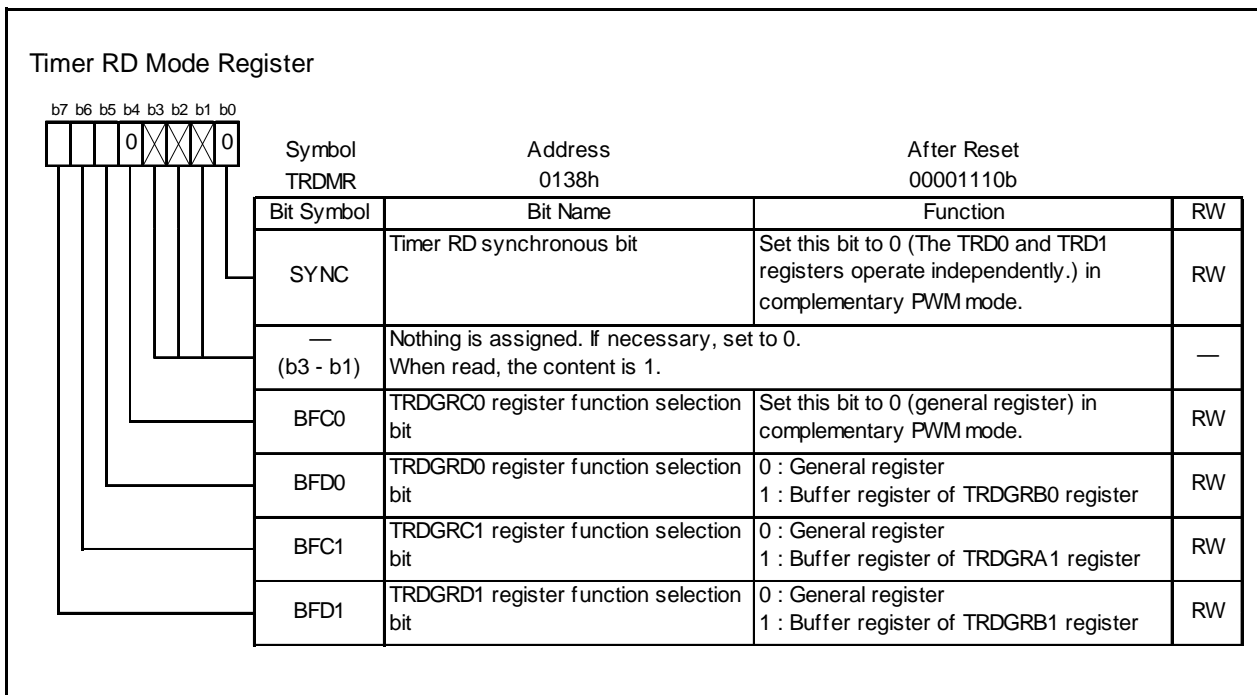 Timer RD Mode Register
b7 b6 b5 b4 b3 b2 b1 b0
0 0
Symbol Address After Reset
TRDMR 0138h 00001110b
Bit Symbol Bit Name Function RW
SYNC
Timer RD synchronous bit
Set this bit to 0 (The TRD0 and TRD1
registers operate independently.) in
complementary PWM mode.
RW
—
(b3 - b1)
Nothing is assigned. If necessary, set to 0.
When read, the content is 1.
—
BFC0
TRDGRC0 register function selection
bit
Set this bit to 0 (general register) in
complementary PWM mode.
RW
BFD0
TRDGRD0 register function selection
bit
0 : General register
1 : Buffer register of TRDGRB0 register
RW
BFC1
TRDGRC1 register function selection
bit
0 : General register
1 : Buffer register of TRDGRA1 register
RW
BFD1
TRDGRD1 register function selection
bit
0 : General register
1 : Buffer register of TRDGRB1 register
RW